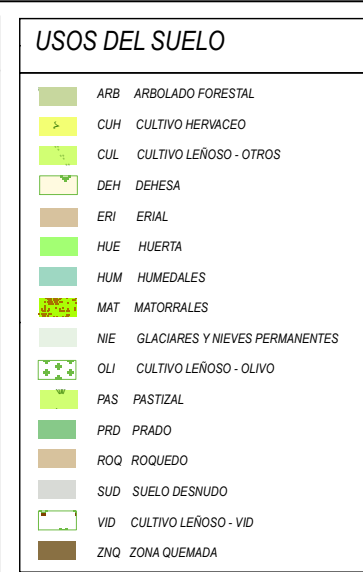 USOS DEL SUELO
ARB ARBOLADO FORESTAL
CUH CULTIVO HERVACEO
CUL CULTIVO LEÑOSO - OTROS
DEH DEHESA
ERI ERIAL
HUE HUERTA
HUM HUMEDALES
MAT MATORRALES
NIE GLACIARES Y NIEVES PERMANENTES
OLI CULTIVO LEÑOSO - OLIVO
PAS PASTIZAL
PRD PRADO
ROQ ROQUEDO
SUD SUELO DESNUDO
VID CULTIVO LEÑOSO - VID
ZNQ ZONA QUEMADA